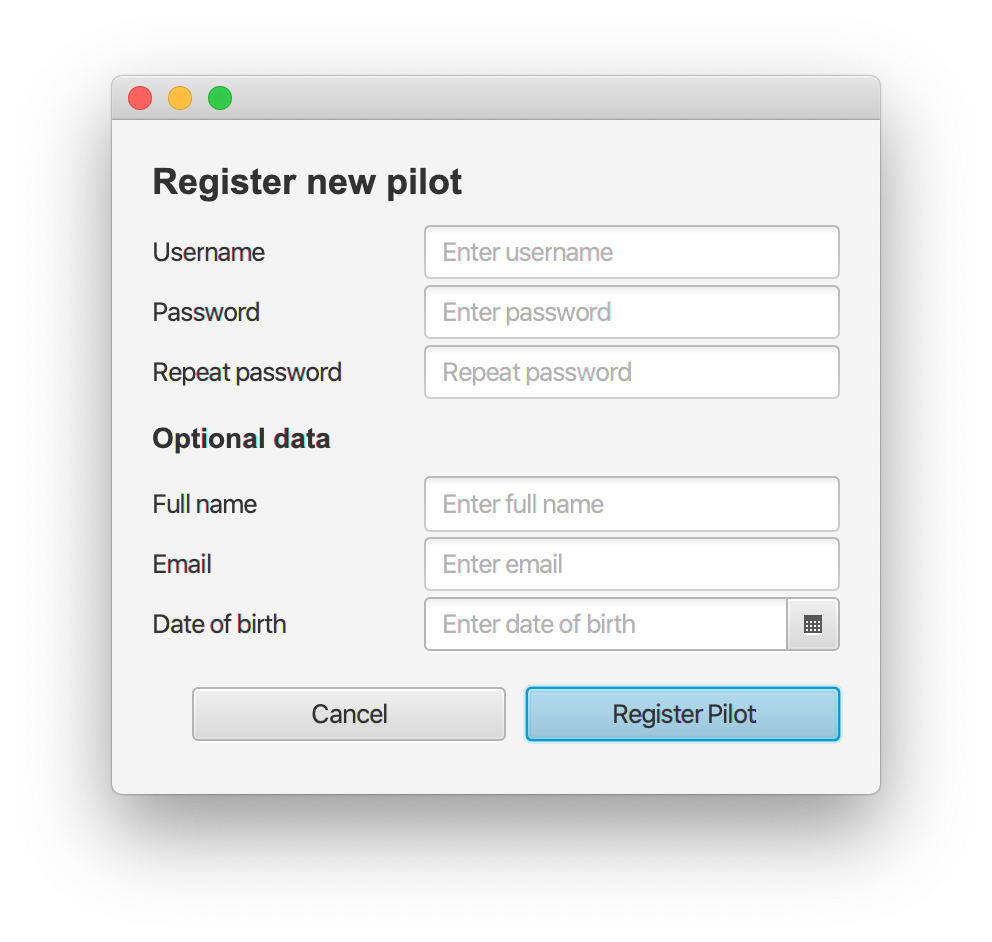 Register new pilot
Username Enter username
Password Enter password
Repeat password Repeat password
Optional data
Full name Enter full name
Email Enter email
Date of birth Enter date of birth
Cancel Register Pilot